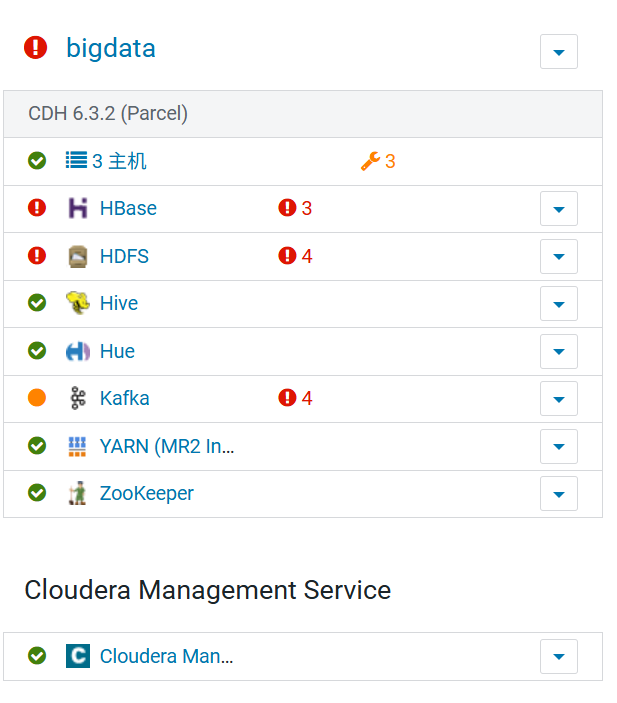 bigdata
CDH 6.3.2 (Parcel)
3 主机 3
HBase 3
HDFS 4
Hive
Hue
Kafka 4
YARN (MR2 In...
ZooKeeper
Cloudera Management Service
C Cloudera Man...